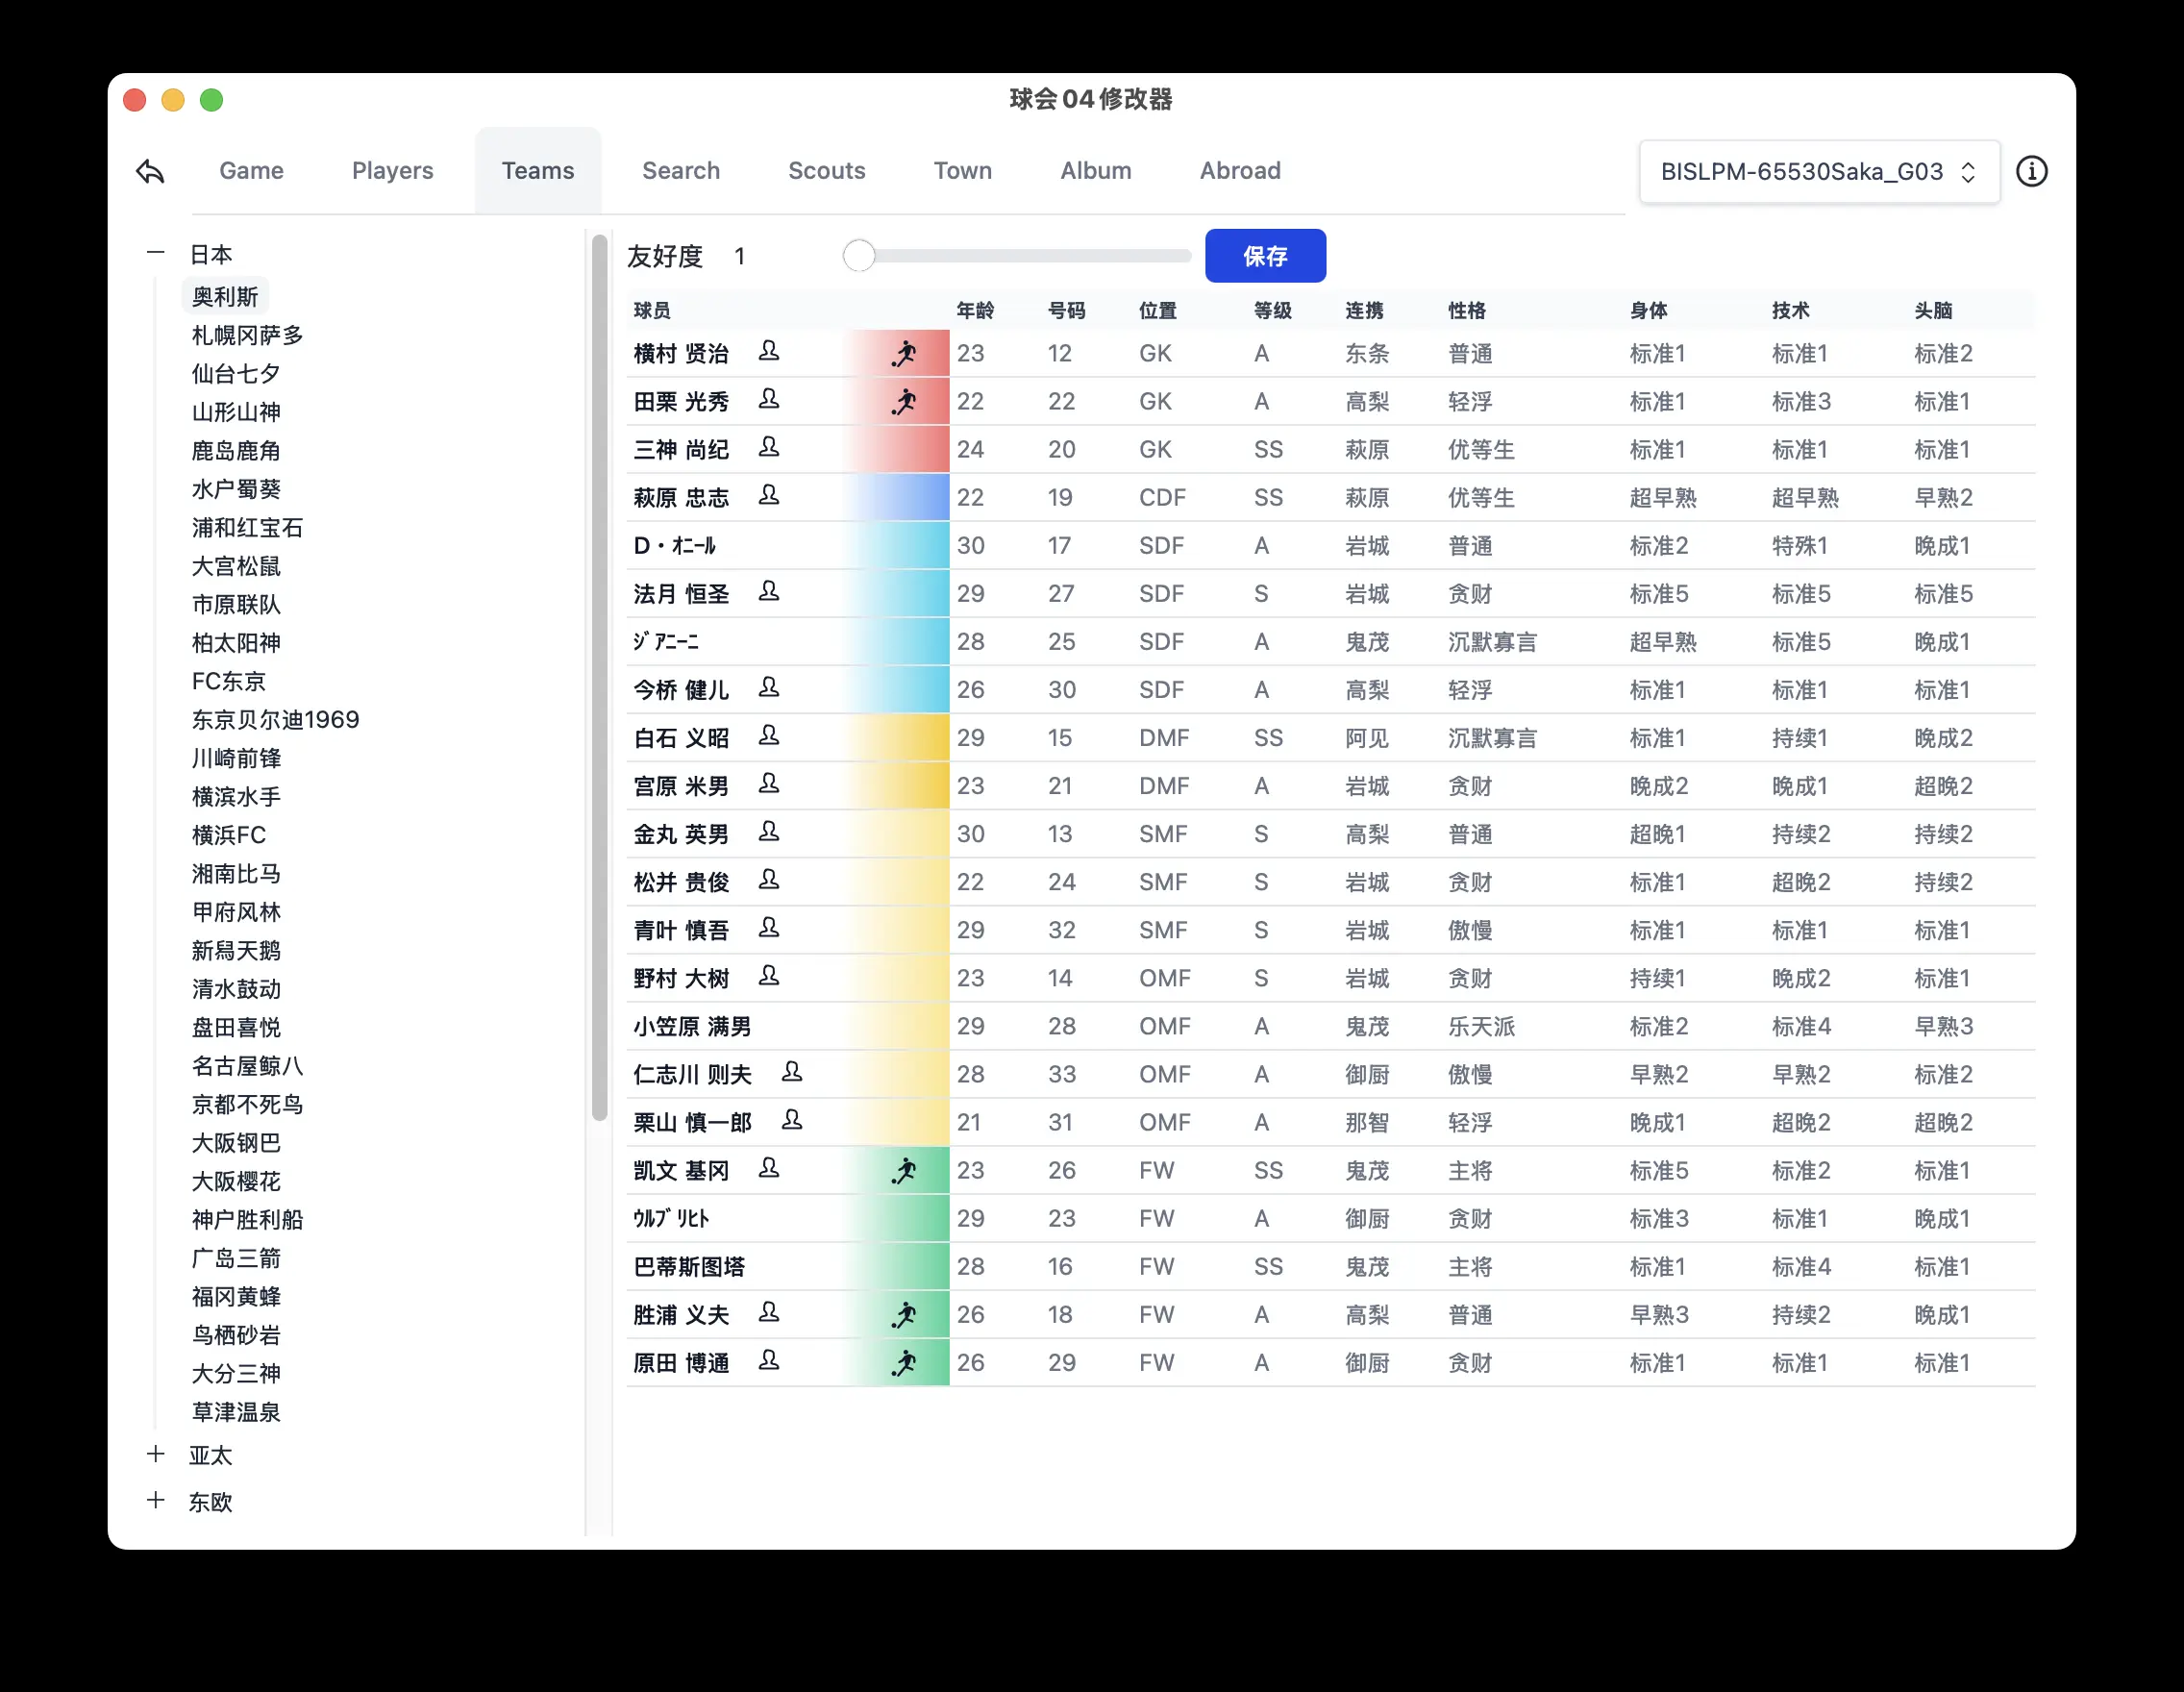 球会04修改器
Game Players Teams Search Scouts Town Album Abroad BISLPM-65530Saka_G03
日本
奥利斯
札幌冈萨多
仙台七夕
山形山神
鹿岛鹿角
水户蜀葵
浦和红宝石
大宫松鼠
市原联队
柏太阳神
FC东京
东京贝尔迪1969
川崎前锋
横滨水手
横浜FC
湘南比马
甲府风林
新舄天鹅
清水鼓动
盘田喜悦
名古屋鲸八
京都不死鸟
大阪钢巴
大阪樱花
神户胜利船
广岛三箭
福冈黄蜂
鸟栖砂岩
大分三神
草津温泉
亚太
东欧
友好度 1 保存
球员 年龄 号码 位置 等级 连携 性格 身体 技术 头脑
横村 贤治 23 12 GK A 东条 普通 标准1 标准1 标准2
田栗 光秀 22 22 GK A 高梨 轻浮 标准1 标准3 标准1
三神 尚纪 24 20 GK SS 萩原 优等生 标准1 标准1 标准1
萩原 忠志 22 19 CDF SS 萩原 优等生 超早熟 超早熟 早熟2
D・ｵﾆｰﾙ 30 17 SDF A 岩城 普通 标准2 特殊1 晚成1
法月 恒圣 29 27 SDF S 岩城 贪财 标准5 标准5 标准5
ｼﾞｱﾆｰﾆ 28 25 SDF A 鬼茂 沉默寡言 超早熟 标准5 晚成1
今桥 健儿 26 30 SDF A 高梨 轻浮 标准1 标准1 标准1
白石 义昭 29 15 DMF SS 阿见 沉默寡言 标准1 持续1 晚成2
宫原 米男 23 21 DMF A 岩城 贪财 晚成2 晚成1 超晚2
金丸 英男 30 13 SMF S 高梨 普通 超晚1 持续2 持续2
松并 贵俊 22 24 SMF S 岩城 贪财 标准1 超晚2 持续2
青叶 慎吾 29 32 SMF S 岩城 傲慢 标准1 标准1 标准1
野村 大树 23 14 OMF S 岩城 贪财 持续1 晚成2 标准1
小笠原 满男 29 28 OMF A 鬼茂 乐天派 标准2 标准4 早熟3
仁志川 则夫 28 33 OMF A 御厨 傲慢 早熟2 早熟2 标准2
栗山 慎一郎 21 31 OMF A 那智 轻浮 晚成1 超晚2 超晚2
凯文 基冈 23 26 FW SS 鬼茂 主将 标准5 标准2 标准1
ｳﾙﾌﾞﾘﾋﾄ 29 23 FW A 御厨 贪财 标准3 标准1 晚成1
巴蒂斯图塔 28 16 FW SS 鬼茂 主将 标准1 标准4 标准1
胜浦 义夫 26 18 FW A 高梨 普通 早熟3 持续2 晚成1
原田 博通 26 29 FW A 御厨 贪财 标准1 标准1 标准1